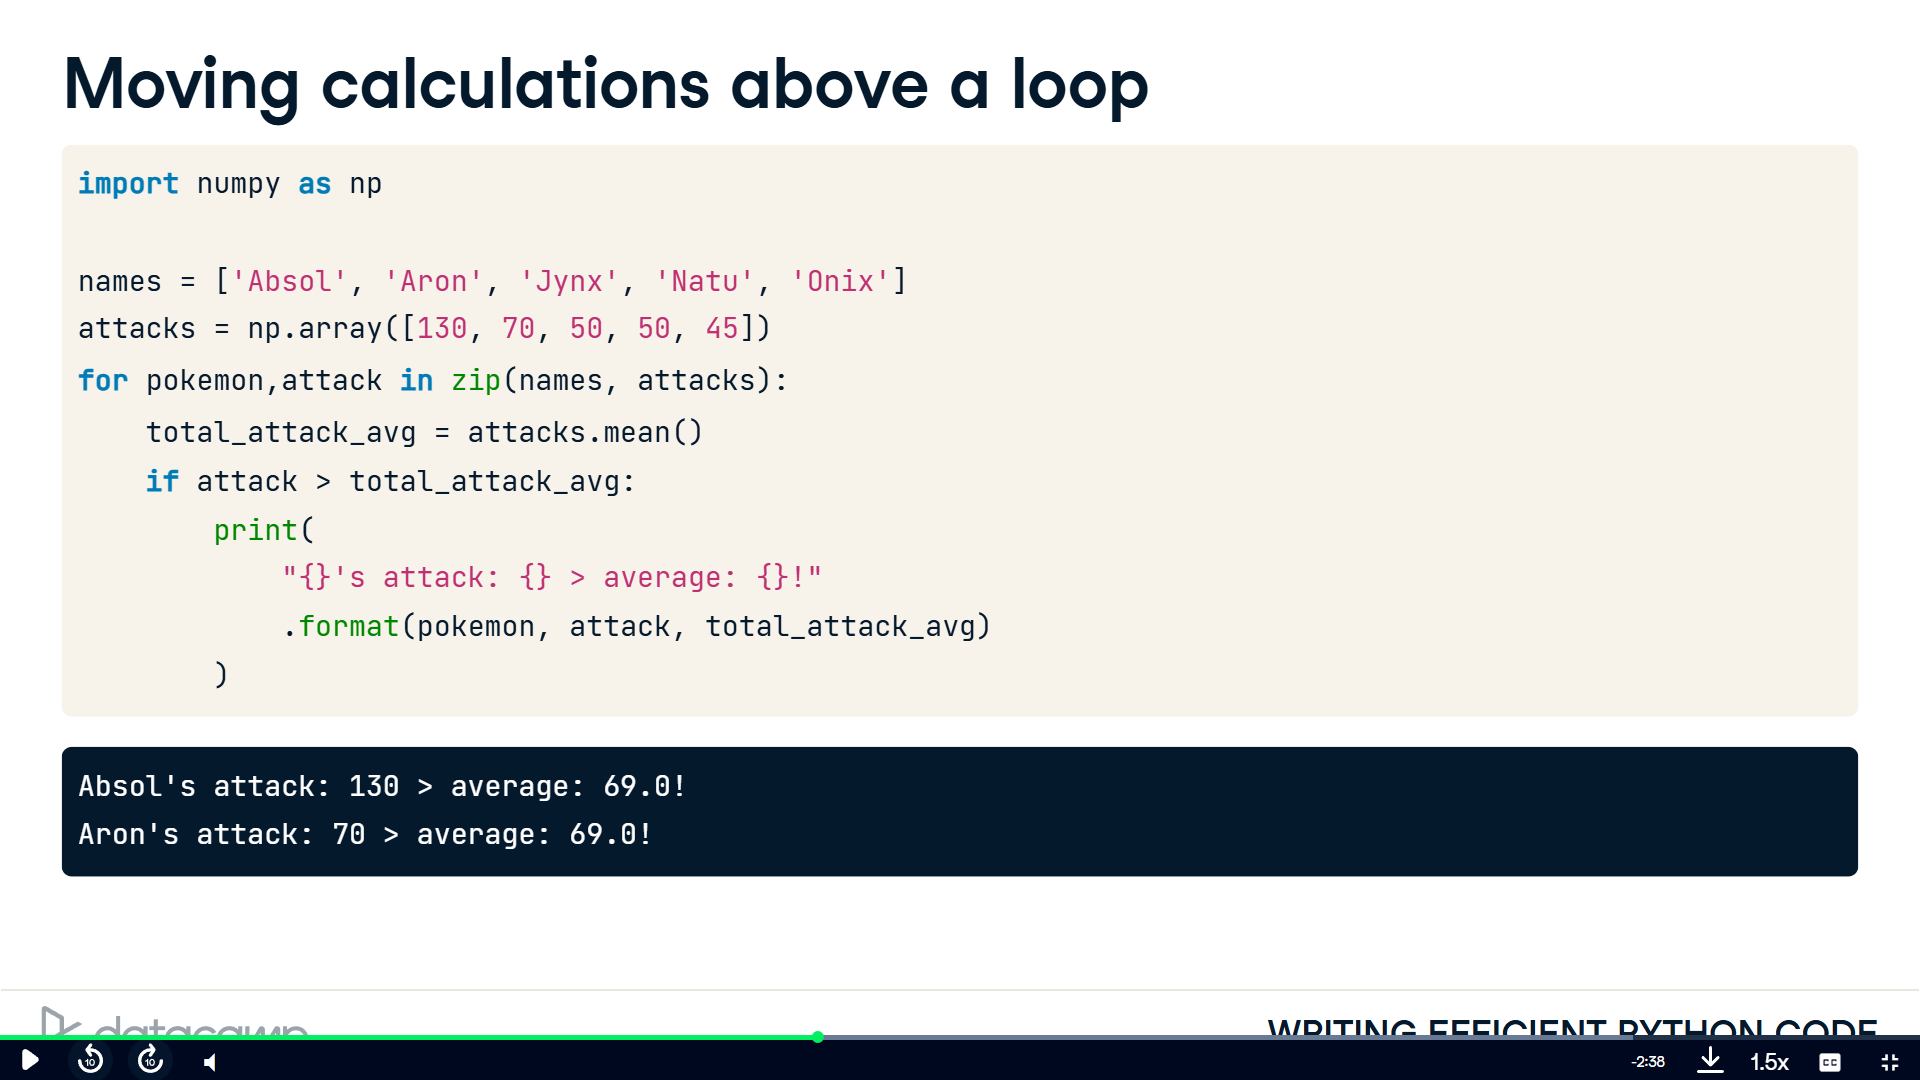 Moving calculations above a loop
import numpy as np
names = ['Absol', 'Aron', 'Jynx', 'Natu', 'Onix']
attacks = np.array([130, 70, 50, 50, 45])
for pokemon,attack in zip(names, attacks):
    total_attack_avg = attacks.mean()
    if attack > total_attack_avg:
        print(
            "{}'s attack: {} > average: {}!"
            .format(pokemon, attack, total_attack_avg)
        )
Absol's attack: 130 > average: 69.0!
Aron's attack: 70 > average: 69.0!
datacamp
WRITING EFFICIENT PYTHON CODE
10
10
-2:38
1.5x
CC